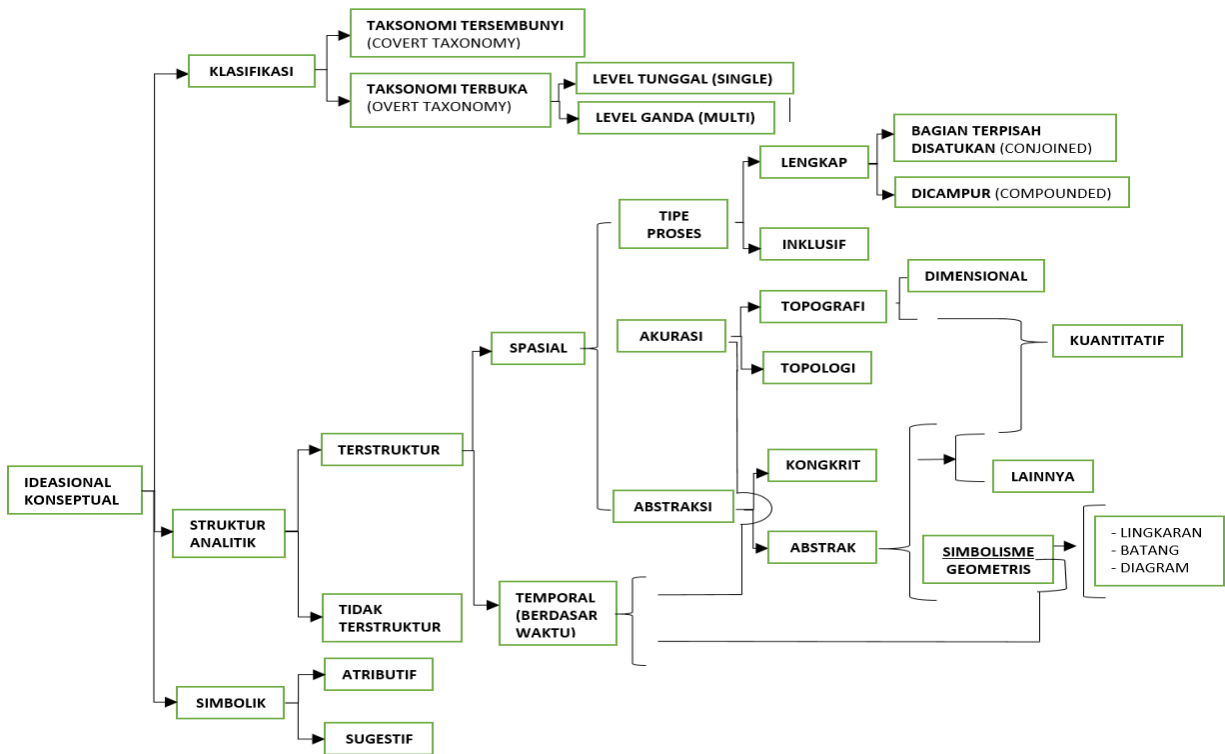 TAKSONOMI TERSEMBUNYI
(COVERT TAXONOMY)
KLASIFIKASI
TAKSONOMI TERBUKA
(OVERT TAXONOMY)
LEVEL TUNGGAL (SINGLE)
LEVEL GANDA (MULTI)
BAGIAN TERPISAH
DISATUKAN (CONJOINED)
LENGKAP
DICAMPUR (COMPOUNDED)
TIPE
PROSES
INKLUSIF
DIMENSIONAL
TOPOGRAFI
AKURASI
SPASIAL
KUANTITATIF
TOPOLOGI
TERSTRUKTUR
KONGKRIT
LAINNYA
IDEASIONAL
KONSEPTUAL
ABSTRAKSI
STRUKTUR
ANALITIK
ABSTRAK
SIMBOLISME
GEOMETRIS
- LINGKARAN
- BATANG
- DIAGRAM
TEMPORAL
(BERDASAR
WAKTU)
TIDAK
TERSTRUKTUR
ATRIBUTIF
SIMBOLIK
SUGESTIF